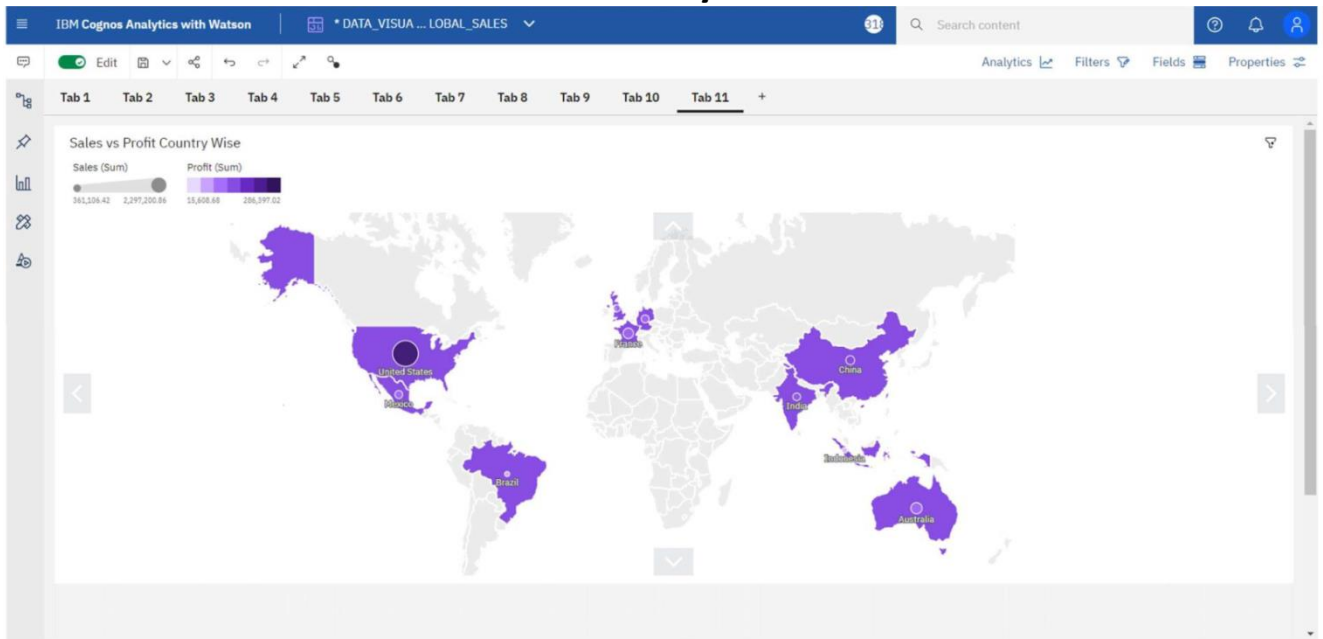 IBM Cognos Analytics with Watson
* DATA_VISUA ... LOBAL_SALES
Search content
Edit
Analytics
Filters
Fields
Properties
Tab 1 Tab 2 Tab 3 Tab 4 Tab 5 Tab 6 Tab 7 Tab 8 Tab 9 Tab 10 Tab 11 +
Sales vs Profit Country Wise
Sales (Sum) Profit (Sum)
361,106.42 2,297,200.86 15,608.68 286,397.02
France
United States
China
Mexico
India
Indonesia
Brazil
Australia